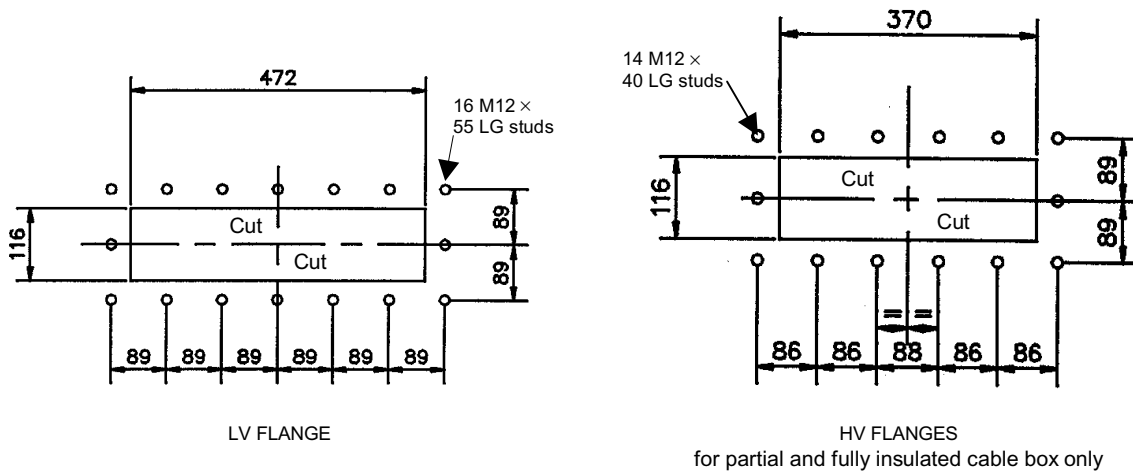 472
16 M12 ×
55 LG studs
116
Cut
Cut
89
89
89 89 89 89 89 89
LV FLANGE
370
14 M12 ×
40 LG studs
116
Cut
Cut
89
89
= =
86 86 88 86 86
HV FLANGES
for partial and fully insulated cable box only